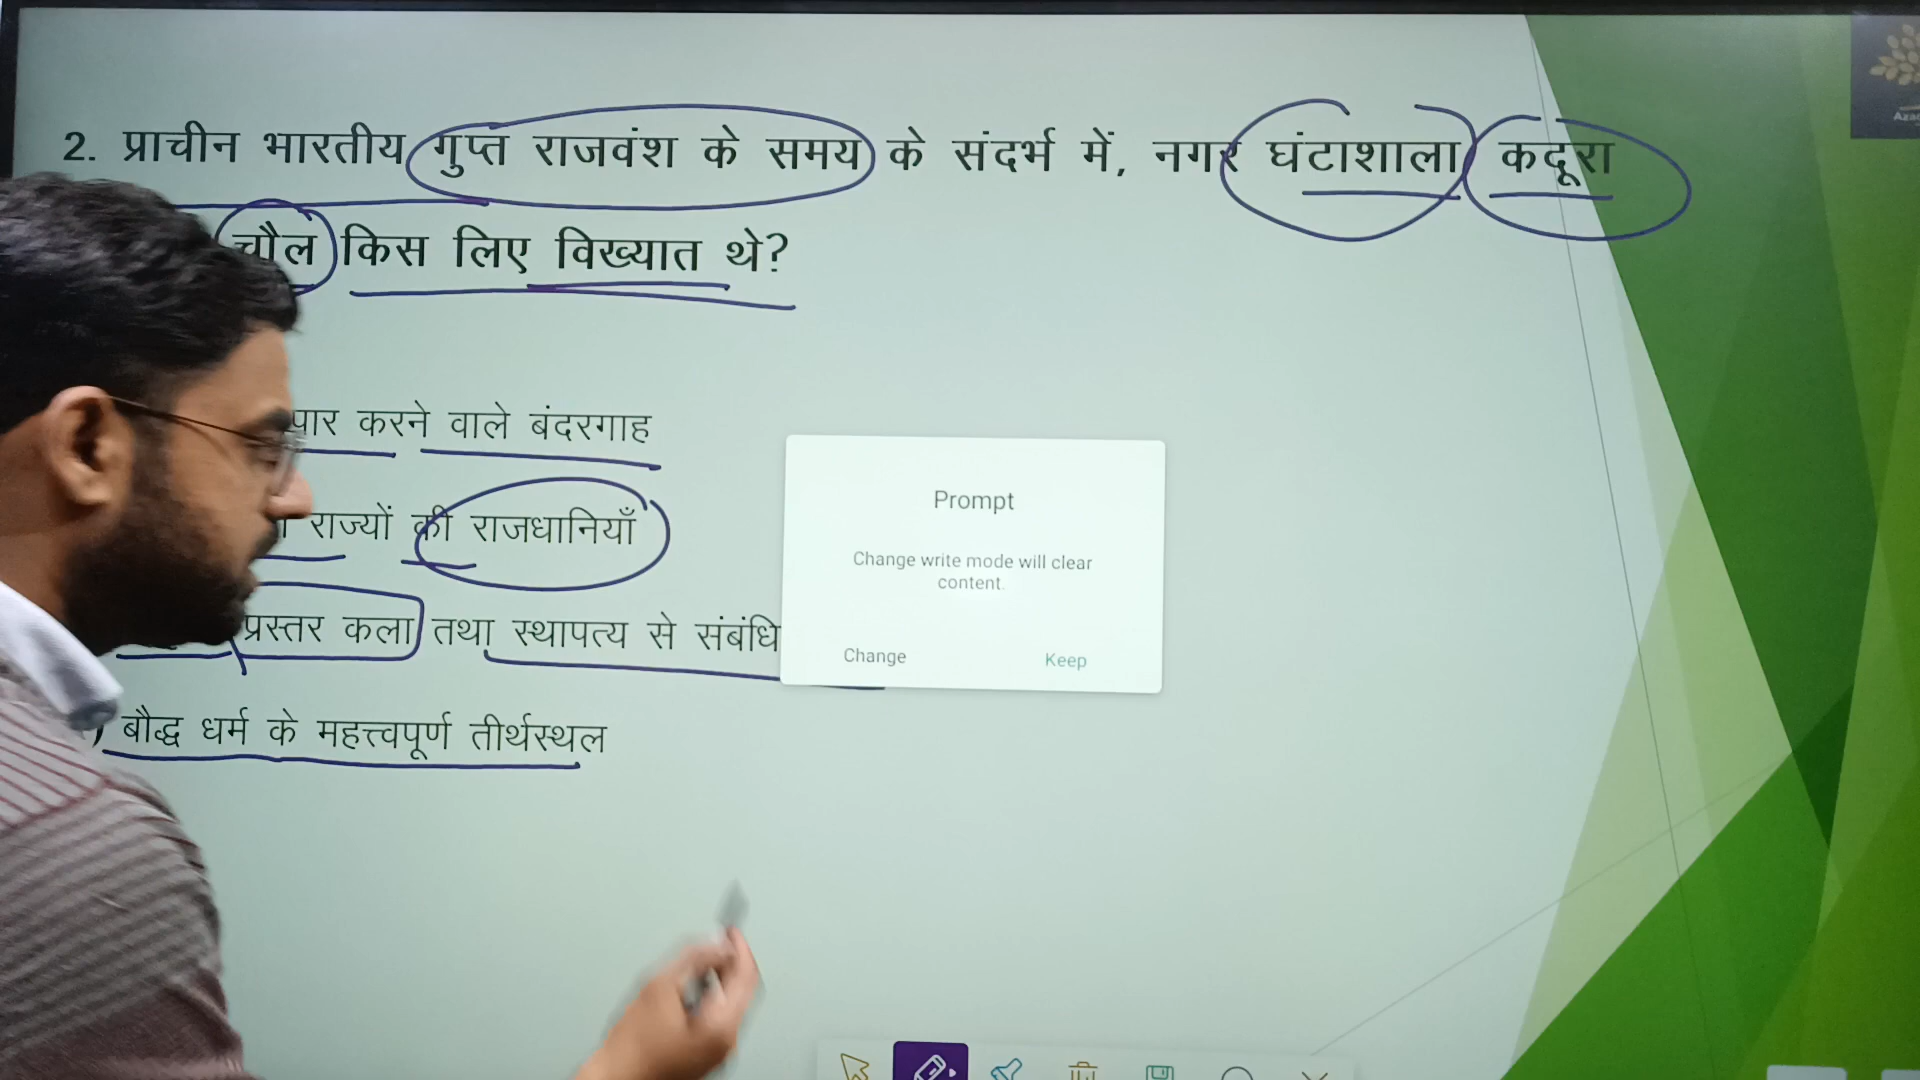 2. प्राचीन भारतीय गुप्त राजवंश के समय के संदर्भ में, नगर घंटाशाला कदूरा
चौल किस लिए विख्यात थे?
करने वाले बंदरगाह
राज्यों की राजधानियाँ
प्रस्तर कला तथा स्थापत्य से
बौद्ध धर्म के महत्त्वपूर्ण तीर्थस्थल
Prompt
Change write mode will clear
content.
Change Keep